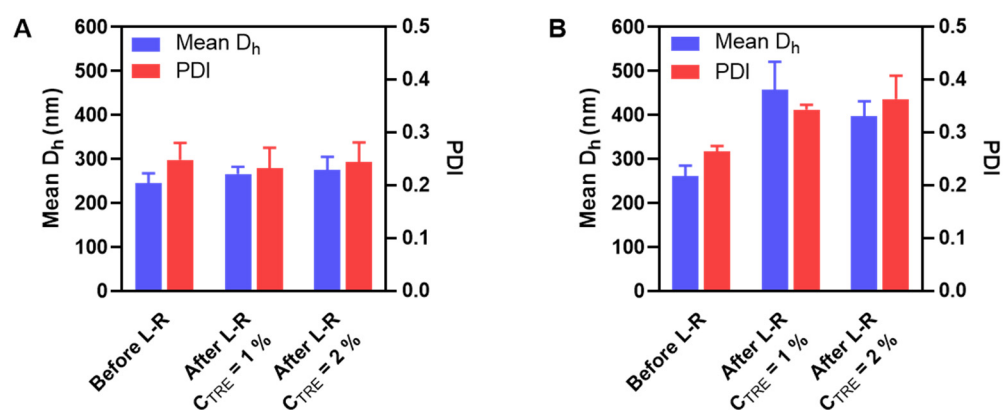 A
Mean Dh
PDI
Mean Dh (nm)
600
500
400
300
200
100
0
0.5
0.4
0.3
0.2
0.1
0.0
PDI
Before L-R
After L-R
CTRE = 1 %
After L-R
CTRE = 2 %
B
Mean Dh
PDI
Mean Dh (nm)
600
500
400
300
200
100
0
0.5
0.4
0.3
0.2
0.1
0.0
PDI
Before L-R
After L-R
CTRE = 1 %
After L-R
CTRE = 2 %